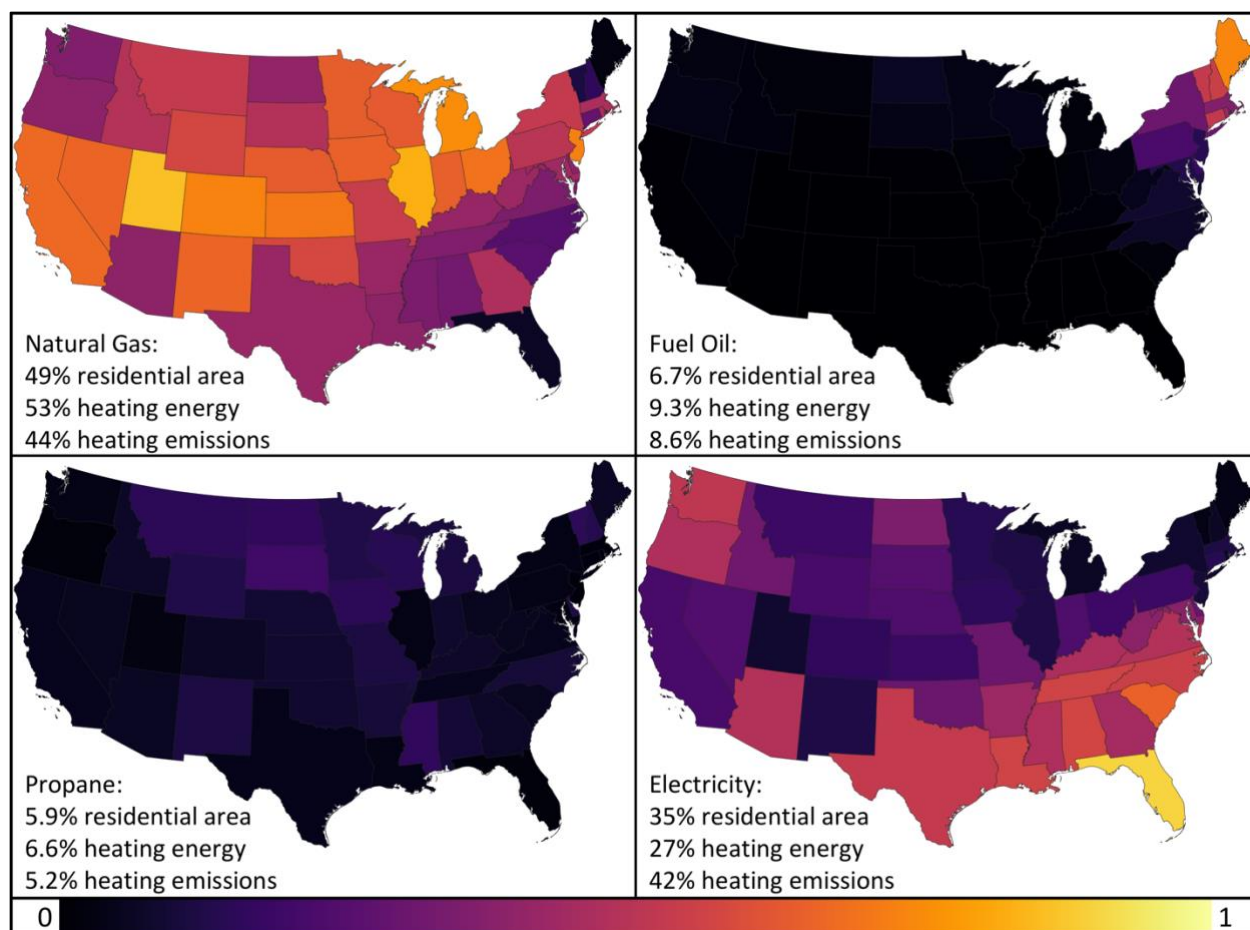 Natural Gas:
49% residential area
53% heating energy
44% heating emissions
Fuel Oil:
6.7% residential area
9.3% heating energy
8.6% heating emissions
Propane:
5.9% residential area
6.6% heating energy
5.2% heating emissions
Electricity:
35% residential area
27% heating energy
42% heating emissions
0
1